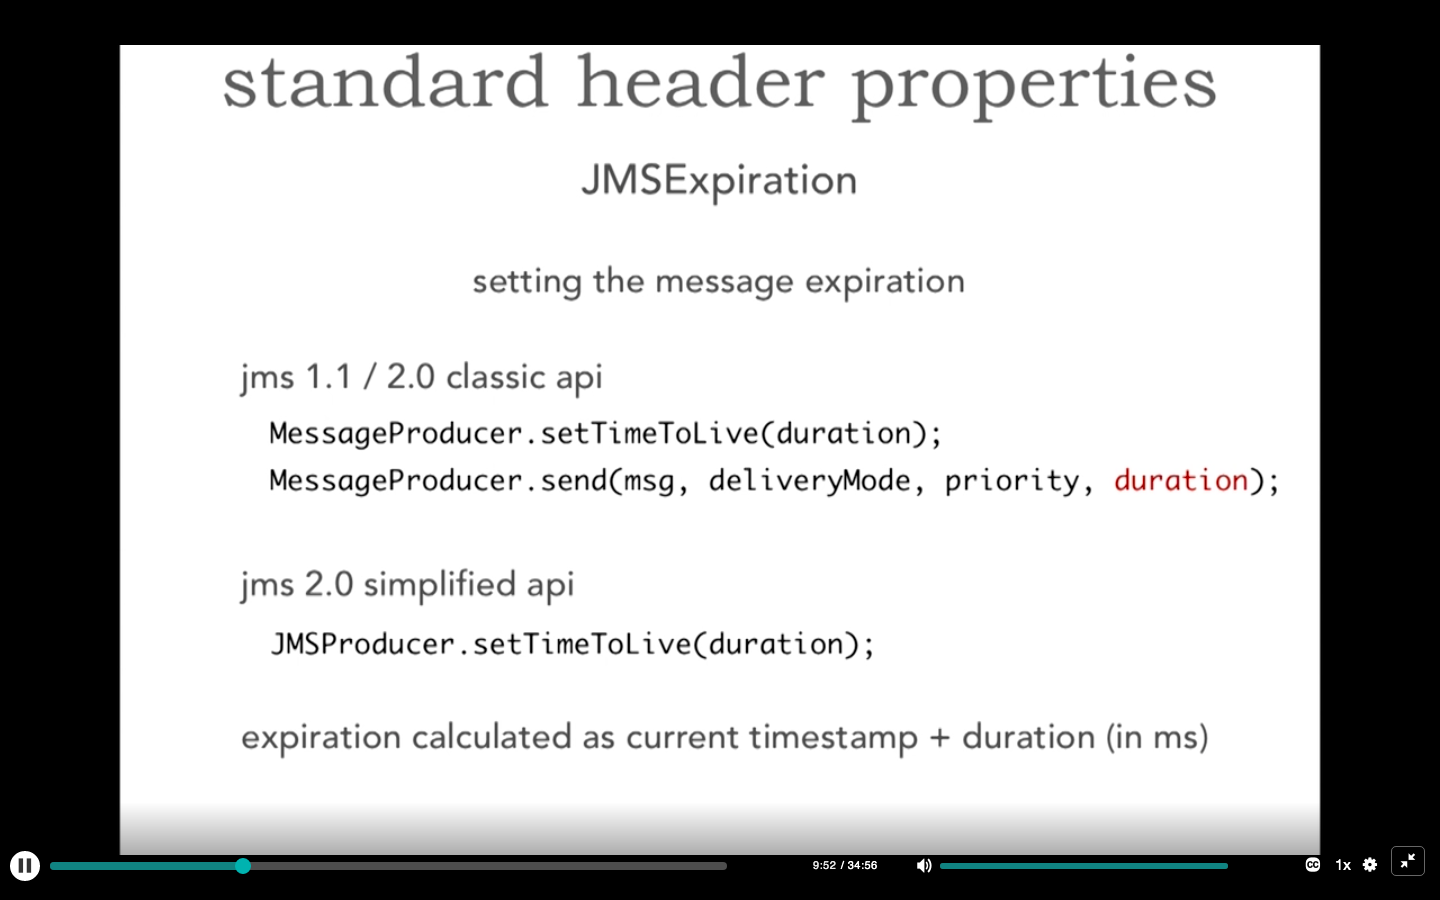 standard header properties
JMSExpiration
setting the message expiration
jms 1.1 / 2.0 classic api
MessageProducer.setTimeToLive(duration);
MessageProducer.send(msg, deliveryMode, priority, duration);
jms 2.0 simplified api
JMSProducer.setTimeToLive(duration);
expiration calculated as current timestamp + duration (in ms)
9:52 / 34:56 CC 1x